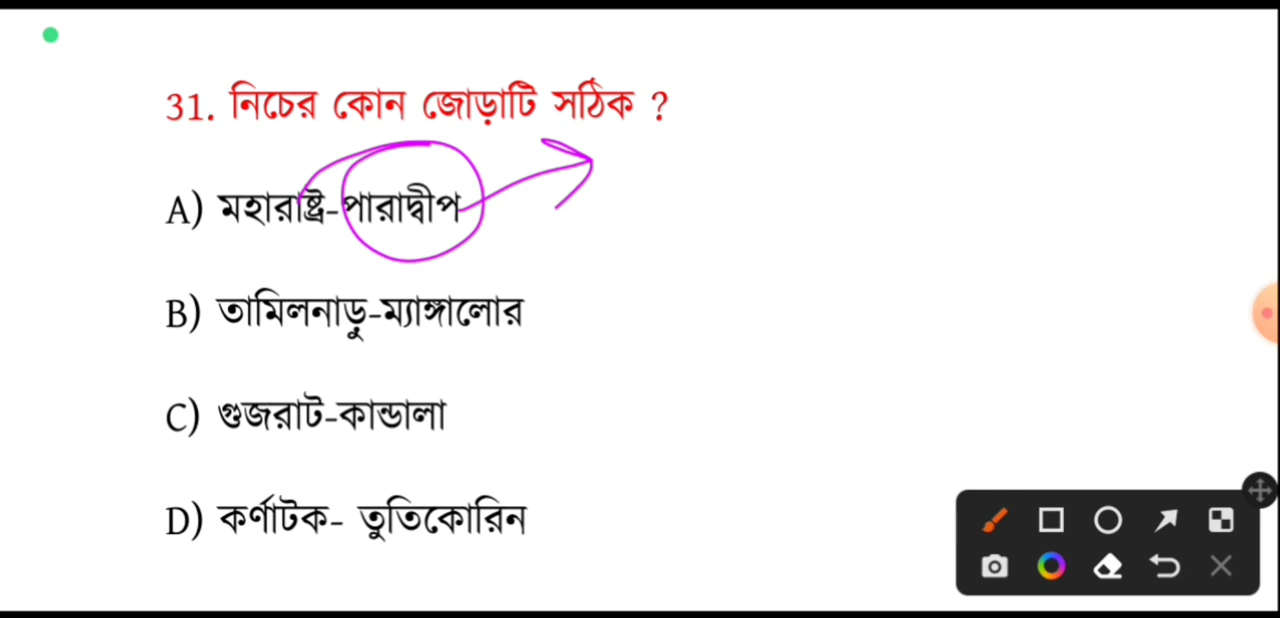 31. নিচের কোন জোড়াটি সঠিক ?
A) মহারাষ্ট্র-পারাদ্বীপ
B) তামিলনাড়ু-ম্যাঙ্গালোর
C) গুজরাট-কান্ডালা
D) কর্ণাটক- তুতিকোরিন